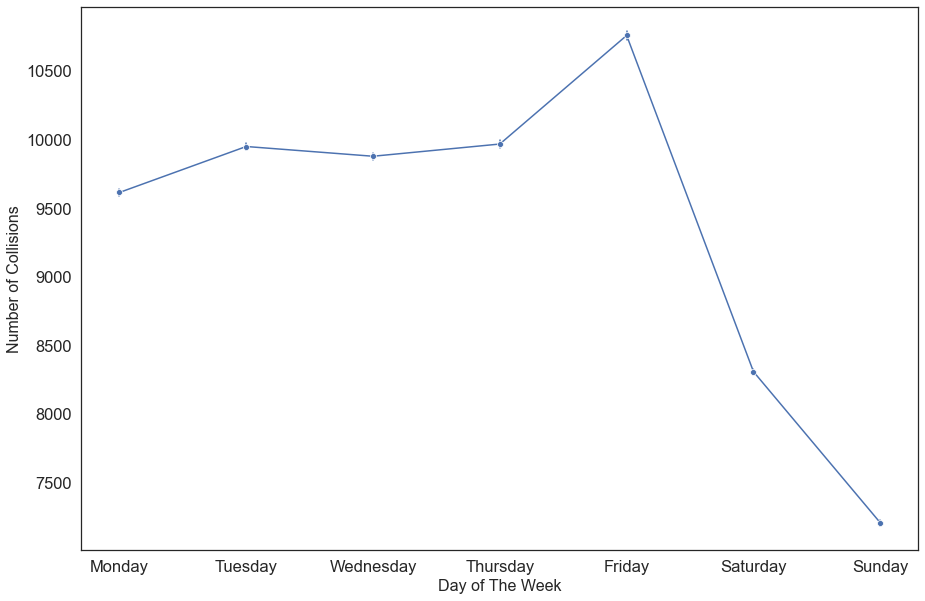 10500
10000
9500
9000
8500
8000
7500
Number of Collisions
Monday Tuesday Wednesday Thursday Friday Saturday Sunday
Day of The Week